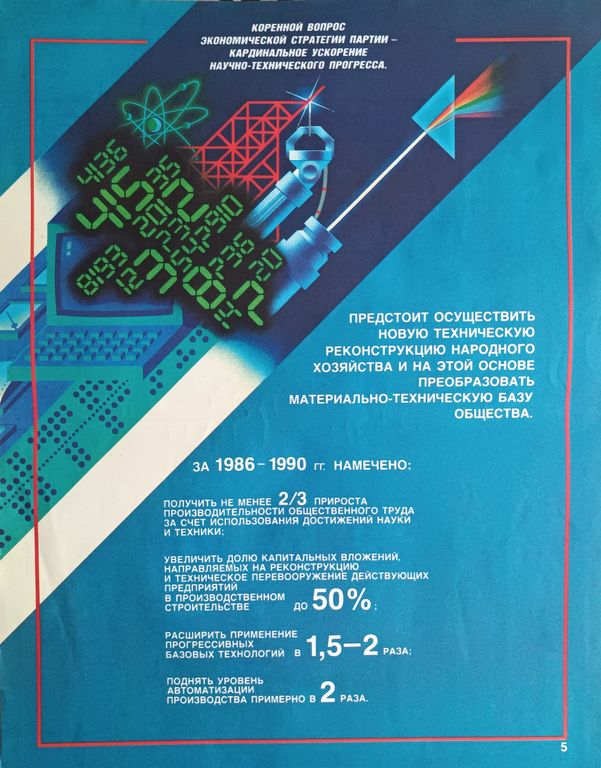 КОРЕННОЙ ВОПРОС
ЭКОНОМИЧЕСКОЙ СТРАТЕГИИ ПАРТИИ –
КАРДИНАЛЬНОЕ УСКОРЕНИЕ
НАУЧНО-ТЕХНИЧЕСКОГО ПРОГРЕССА.
ПРЕДСТОИТ ОСУЩЕСТВИТЬ
НОВУЮ ТЕХНИЧЕСКУЮ
РЕКОНСТРУКЦИЮ НАРОДНОГО
ХОЗЯЙСТВА И НА ЭТОЙ ОСНОВЕ
ПРЕОБРАЗОВАТЬ
МАТЕРИАЛЬНО-ТЕХНИЧЕСКУЮ БАЗУ
ОБЩЕСТВА.
ЗА 1986–1990 ГГ. НАМЕЧЕНО:
ПОЛУЧИТЬ НЕ МЕНЕЕ 2/3 ПРИРОСТА
ПРОИЗВОДИТЕЛЬНОСТИ ОБЩЕСТВЕННОГО ТРУДА
ЗА СЧЕТ ИСПОЛЬЗОВАНИЯ ДОСТИЖЕНИЙ НАУКИ
И ТЕХНИКИ;
УВЕЛИЧИТЬ ДОЛЮ КАПИТАЛЬНЫХ ВЛОЖЕНИЙ,
НАПРАВЛЯЕМЫХ НА РЕКОНСТРУКЦИЮ
И ТЕХНИЧЕСКОЕ ПЕРЕВООРУЖЕНИЕ ДЕЙСТВУЮЩИХ
ПРЕДПРИЯТИЙ
В ПРОИЗВОДСТВЕННОМ
СТРОИТЕЛЬСТВЕ ДО 50%;
РАСШИРИТЬ ПРИМЕНЕНИЕ
ПРОГРЕССИВНЫХ
БАЗОВЫХ ТЕХНОЛОГИЙ В 1,5–2 РАЗА;
ПОДНЯТЬ УРОВЕНЬ
АВТОМАТИЗАЦИИ
ПРОИЗВОДСТВА ПРИМЕРНО В 2 РАЗА.
5